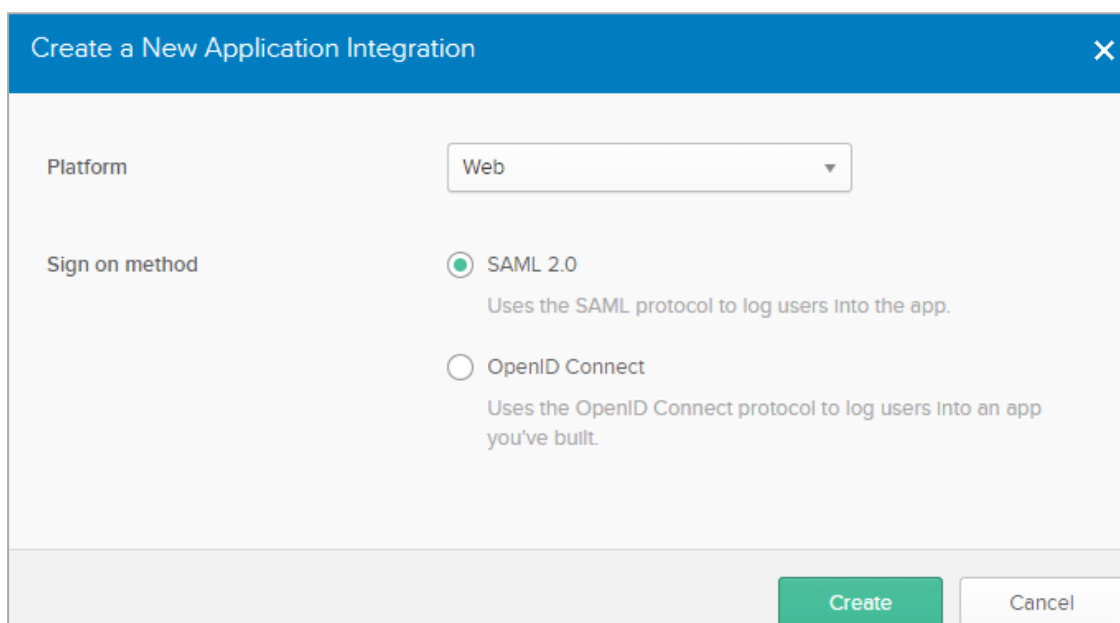 Create a New Application Integration
Platform
Web
Sign on method
SAML 2.0
Uses the SAML protocol to log users into the app.
OpenID Connect
Uses the OpenID Connect protocol to log users into an app
you've built.
Create
Cancel